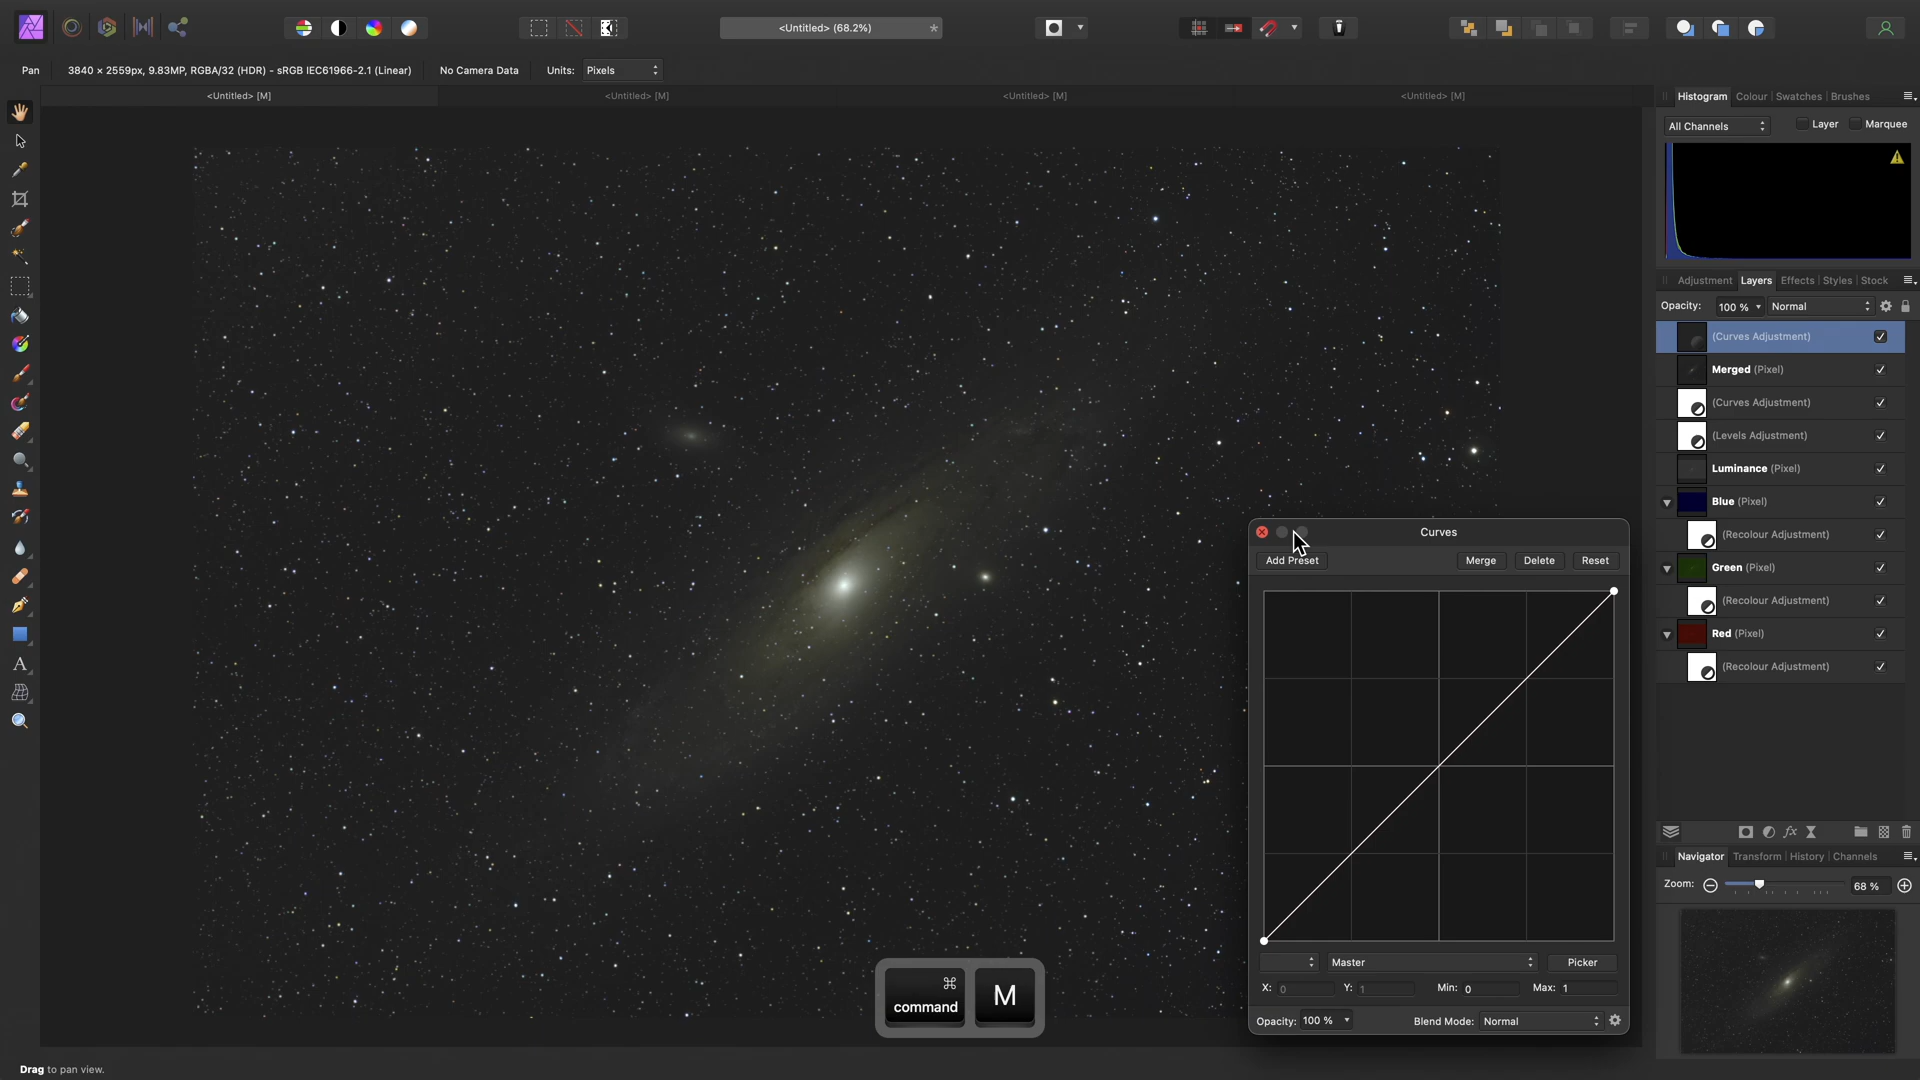 <Untitled> (68.2%)
*
Pan
3840 × 2559px, 9.83MP, RGBA/32 (HDR) - sRGB IEC61966-2.1 (Linear)
No Camera Data
Units: Pixels
<Untitled> [M]
<Untitled> [M]
<Untitled> [M]
<Untitled> [M]
Histogram Colour Swatches Brushes
All Channels
Layer
Marquee
Adjustment Layers Effects Styles Stock
Opacity: 100 % Normal
(Curves Adjustment)
Merged (Pixel)
(Curves Adjustment)
(Levels Adjustment)
Luminance (Pixel)
Blue (Pixel)
(Recolour Adjustment)
Green (Pixel)
(Recolour Adjustment)
Red (Pixel)
(Recolour Adjustment)
Curves
Add Preset
Merge
Delete
Reset
Master
Picker
X: 0
Y: 1
Min: 0
Max: 1
Opacity: 100 %
Blend Mode: Normal
fx
Navigator Transform History Channels
Zoom: 68 %
⌘
command
M
A
Drag to pan view.